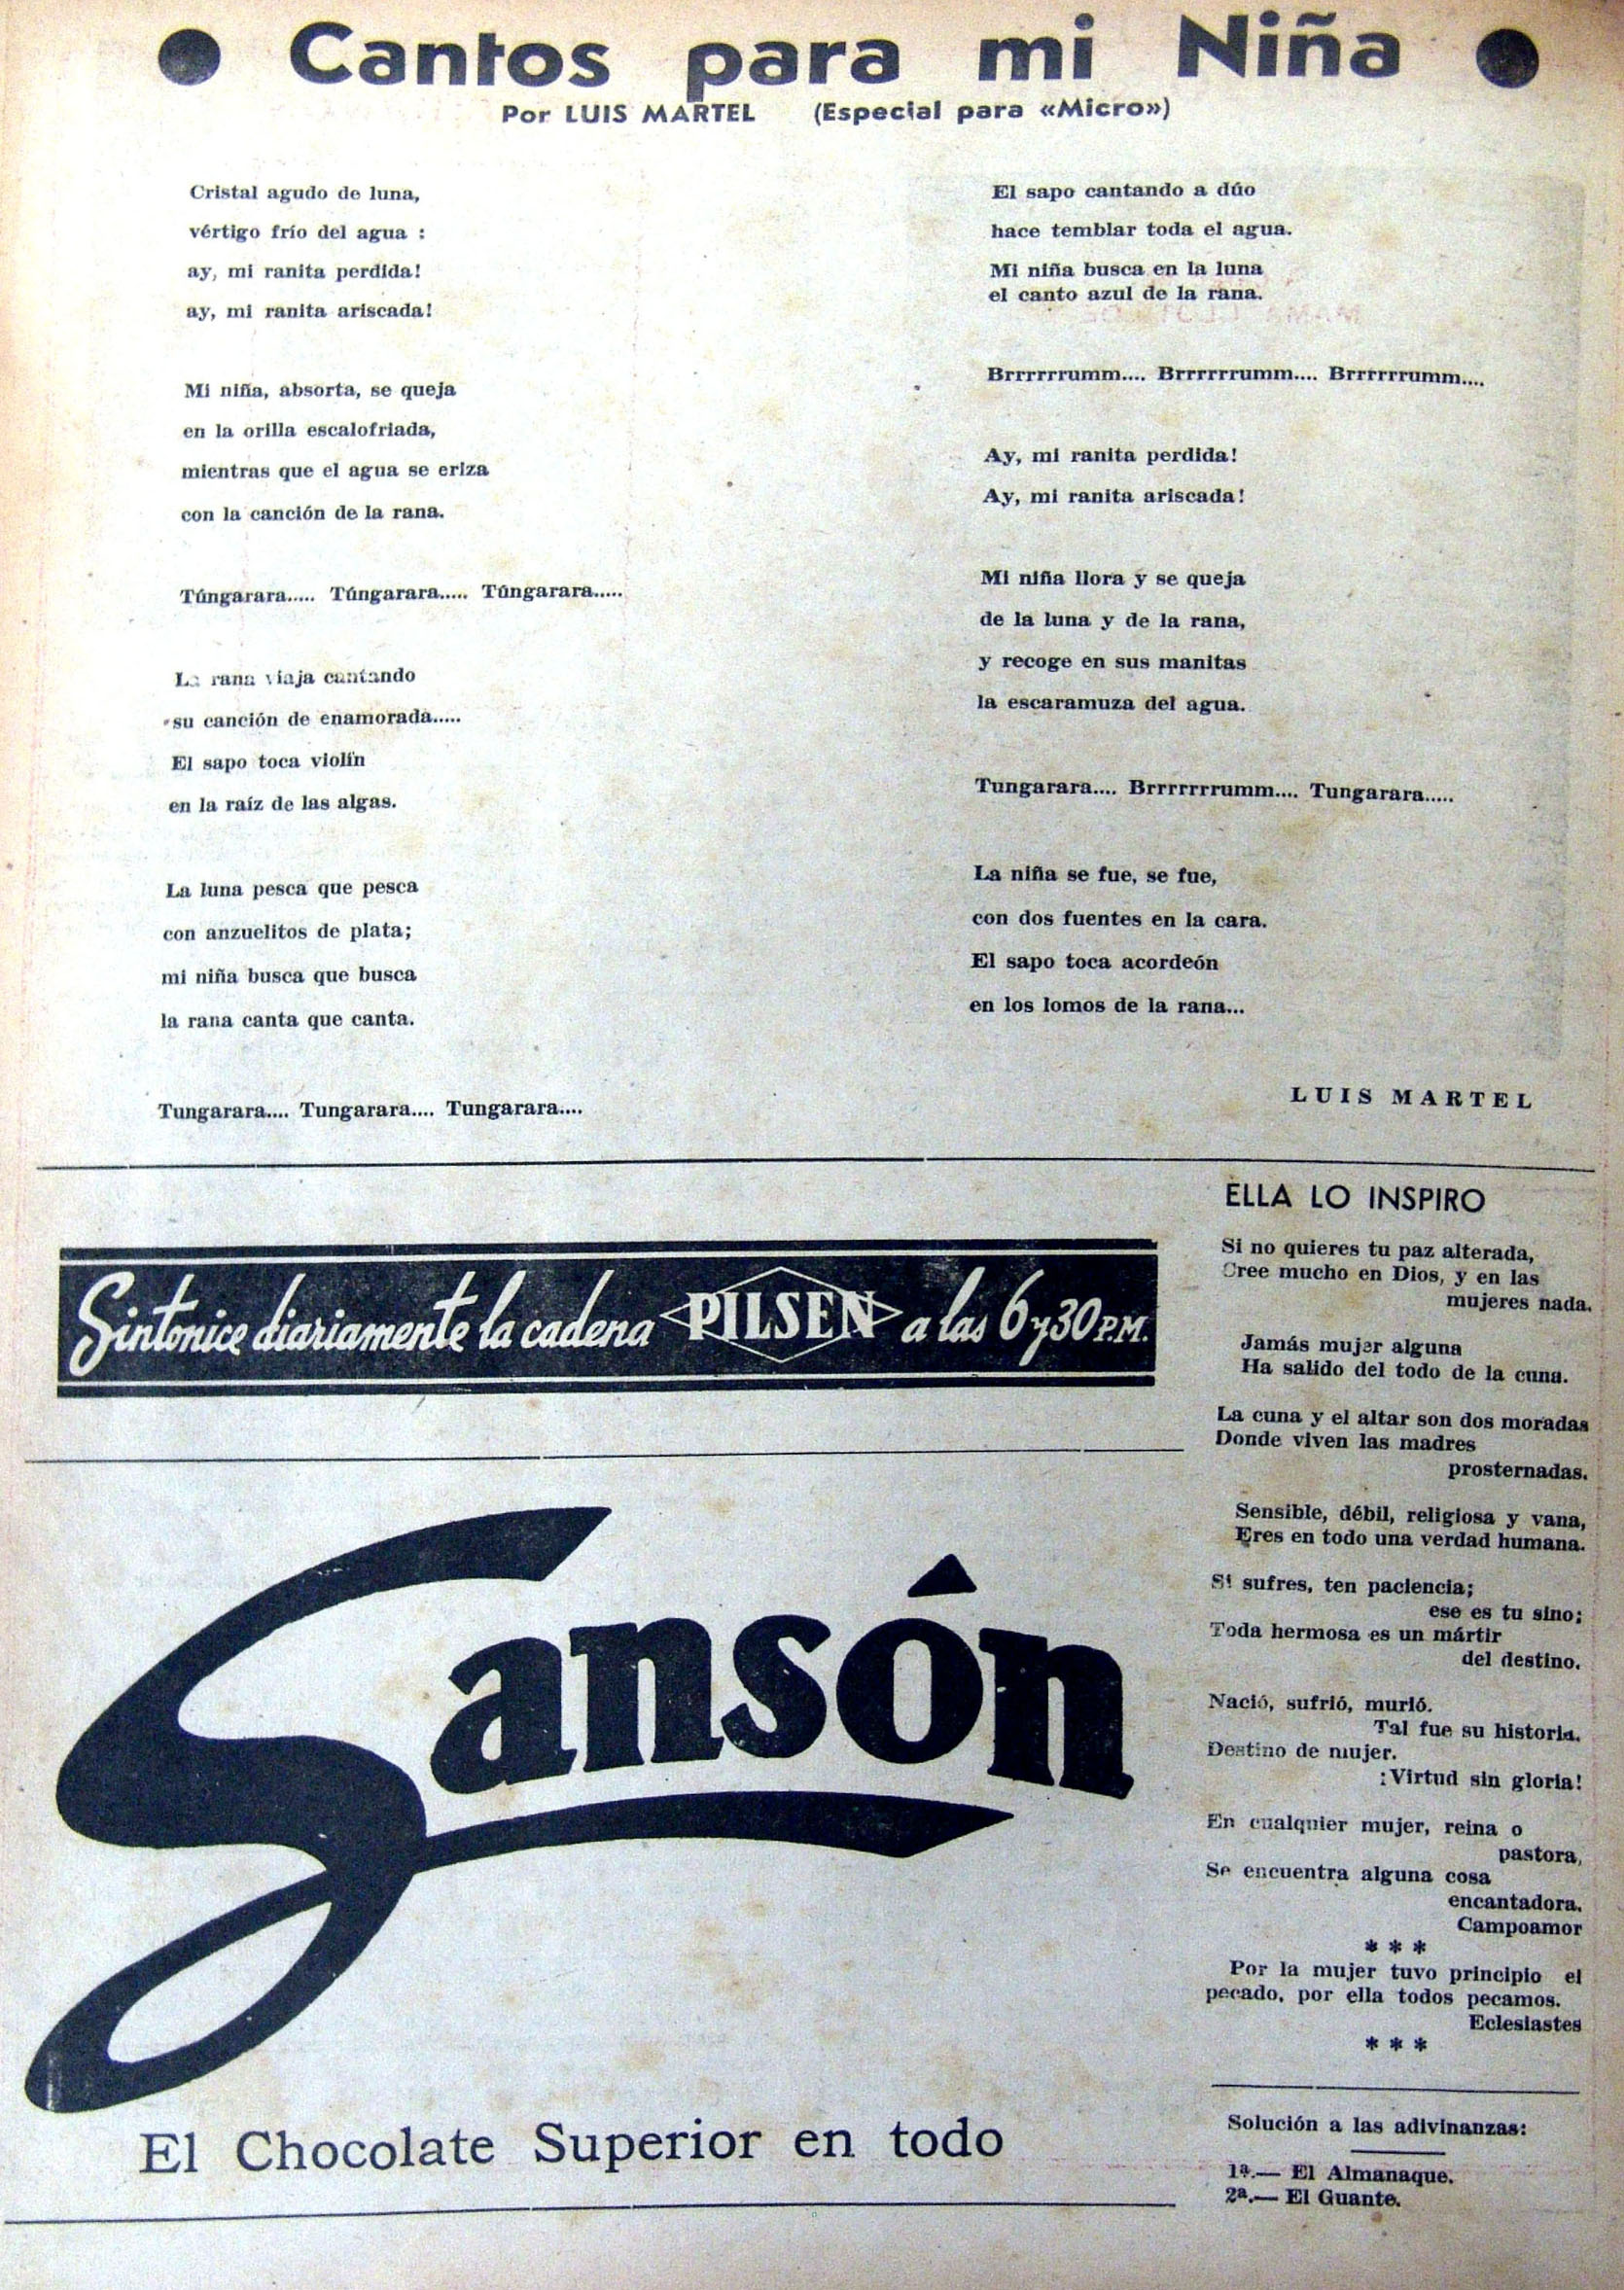 ● Cantos para mi Niña ●
Por LUIS MARTEL (Especial para «Micro»)
Cristal agudo de luna,
vértigo frío del agua :
ay, mi ranita perdida!
ay, mi ranita ariscada!
Mi niña, absorta, se queja
en la orilla escalofriada,
mientras que el agua se eriza
con la canción de la rana.
Túngarara..... Túngarara..... Túngarara.....
La rana viaja cantando
su canción de enamorada.....
El sapo toca violín
en la raíz de las algas.
La luna pesca que pesca
con anzuelitos de plata;
mi niña busca que busca
la rana canta que canta.
Tungarara.... Tungarara.... Tungarara....
El sapo cantando a dúo
hace temblar toda el agua.
Mi niña busca en la luna
el canto azul de la rana.
Brrrrrrumm.... Brrrrrrumm.... Brrrrrrumm....
Ay, mi ranita perdida!
Ay, mi ranita ariscada!
Mi niña llora y se queja
de la luna y de la rana,
y recoge en sus manitas
la escaramuza del agua.
Tungarara.... Brrrrrrrumm.... Tungarara.....
La niña se fue, se fue,
con dos fuentes en la cara.
El sapo toca acordeón
en los lomos de la rana...
LUIS MARTEL
Sintonice diariamente la cadena PILSEN a las 6 y 30 P.M.
Sansón
El Chocolate Superior en todo
ELLA LO INSPIRO
Si no quieres tu paz alterada,
Cree mucho en Dios, y en las
mujeres nada.
Jamás mujer alguna
Ha salido del todo de la cuna.
La cuna y el altar son dos moradas
Donde viven las madres
prosternadas.
Sensible, débil, religiosa y vana,
Eres en todo una verdad humana.
Si sufres, ten paciencia;
ese es tu sino;
Toda hermosa es un mártir
del destino.
Nació, sufrió, murió.
Tal fue su historia.
Destino de mujer.
¡Virtud sin gloria!
En cualquier mujer, reina o
pastora,
Se encuentra alguna cosa
encantadora.
Campoamor
* * *
Por la mujer tuvo principio el
pecado, por ella todos pecamos.
Eclesiastes
* * *
Solución a las adivinanzas:
1ª.— El Almanaque.
2ª.— El Guante.